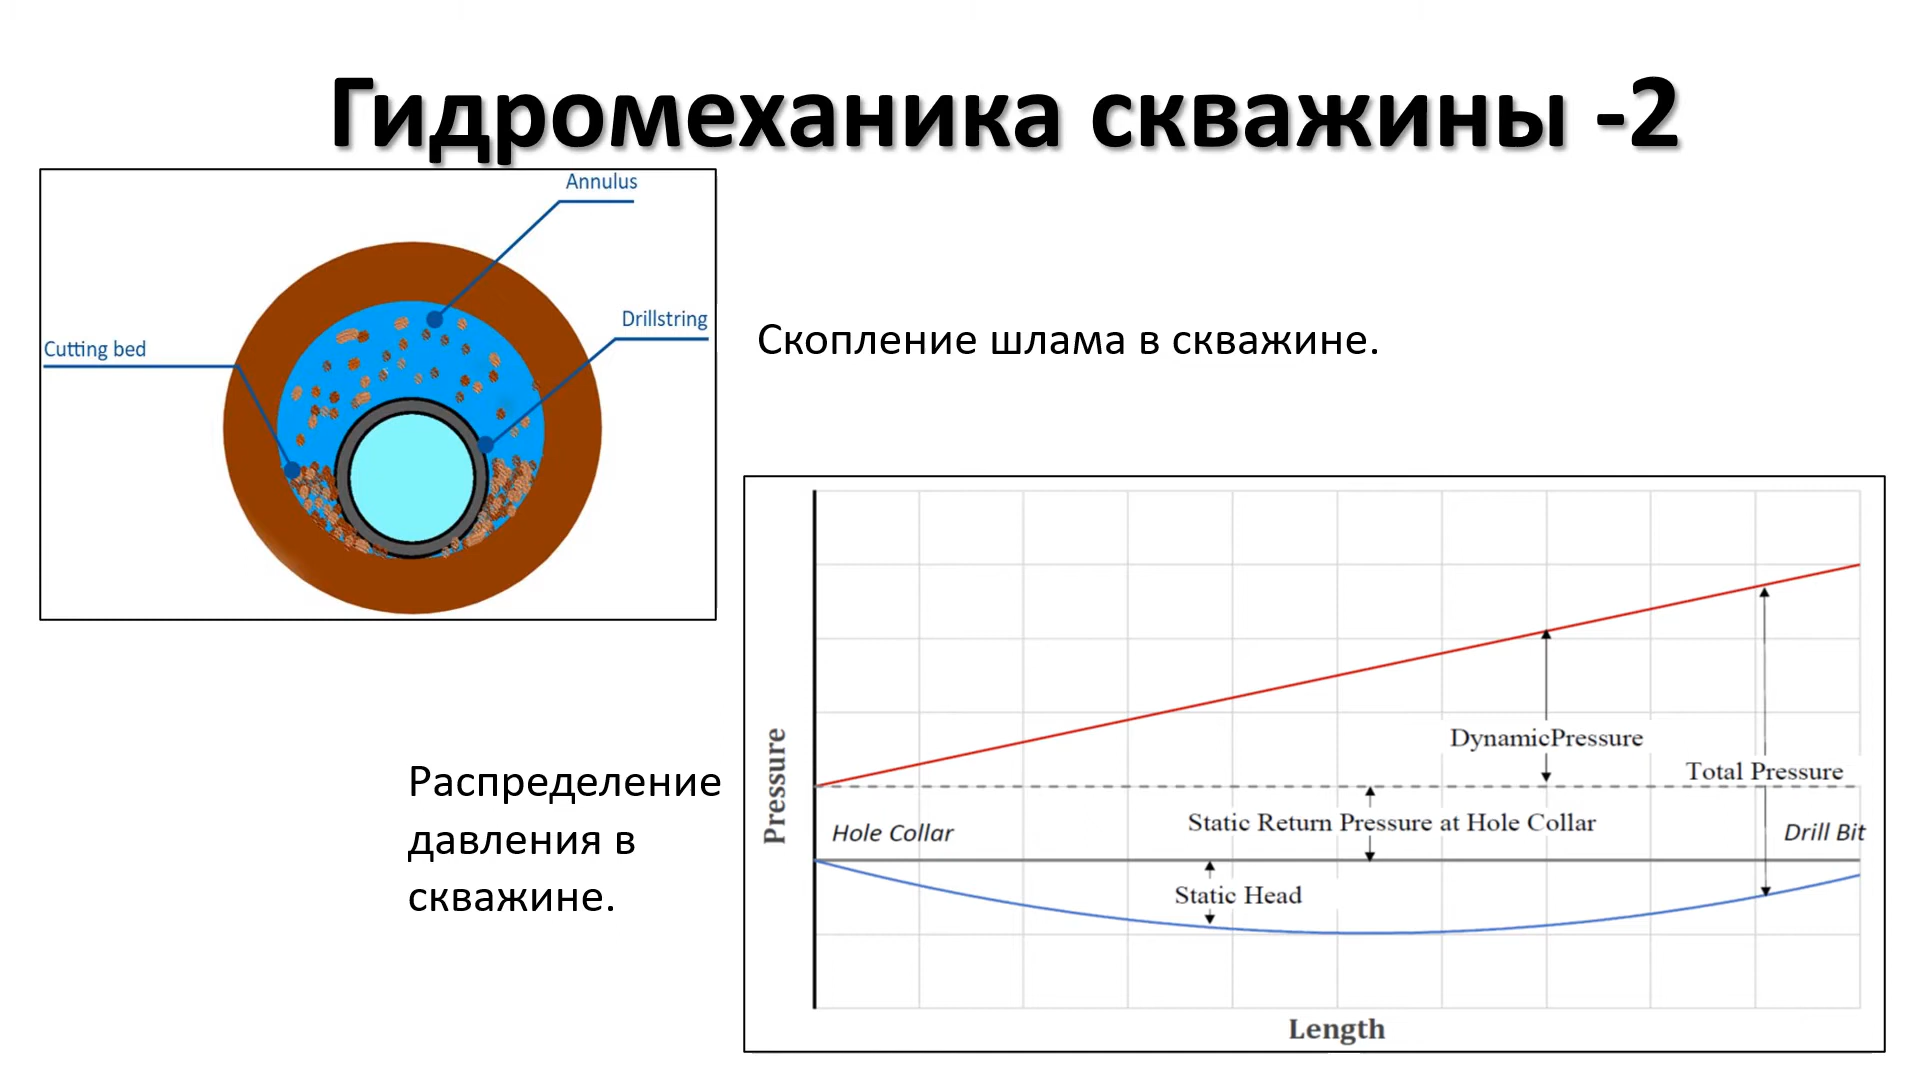 Гидромеханика скважины -2
Annulus
Drillstring
Cutting bed
Скопление шлама в скважине.
Распределение
давления в
скважине.
Pressure
DynamicPressure
Total Pressure
Static Return Pressure at Hole Collar
Hole Collar
Drill Bit
Static Head
Length